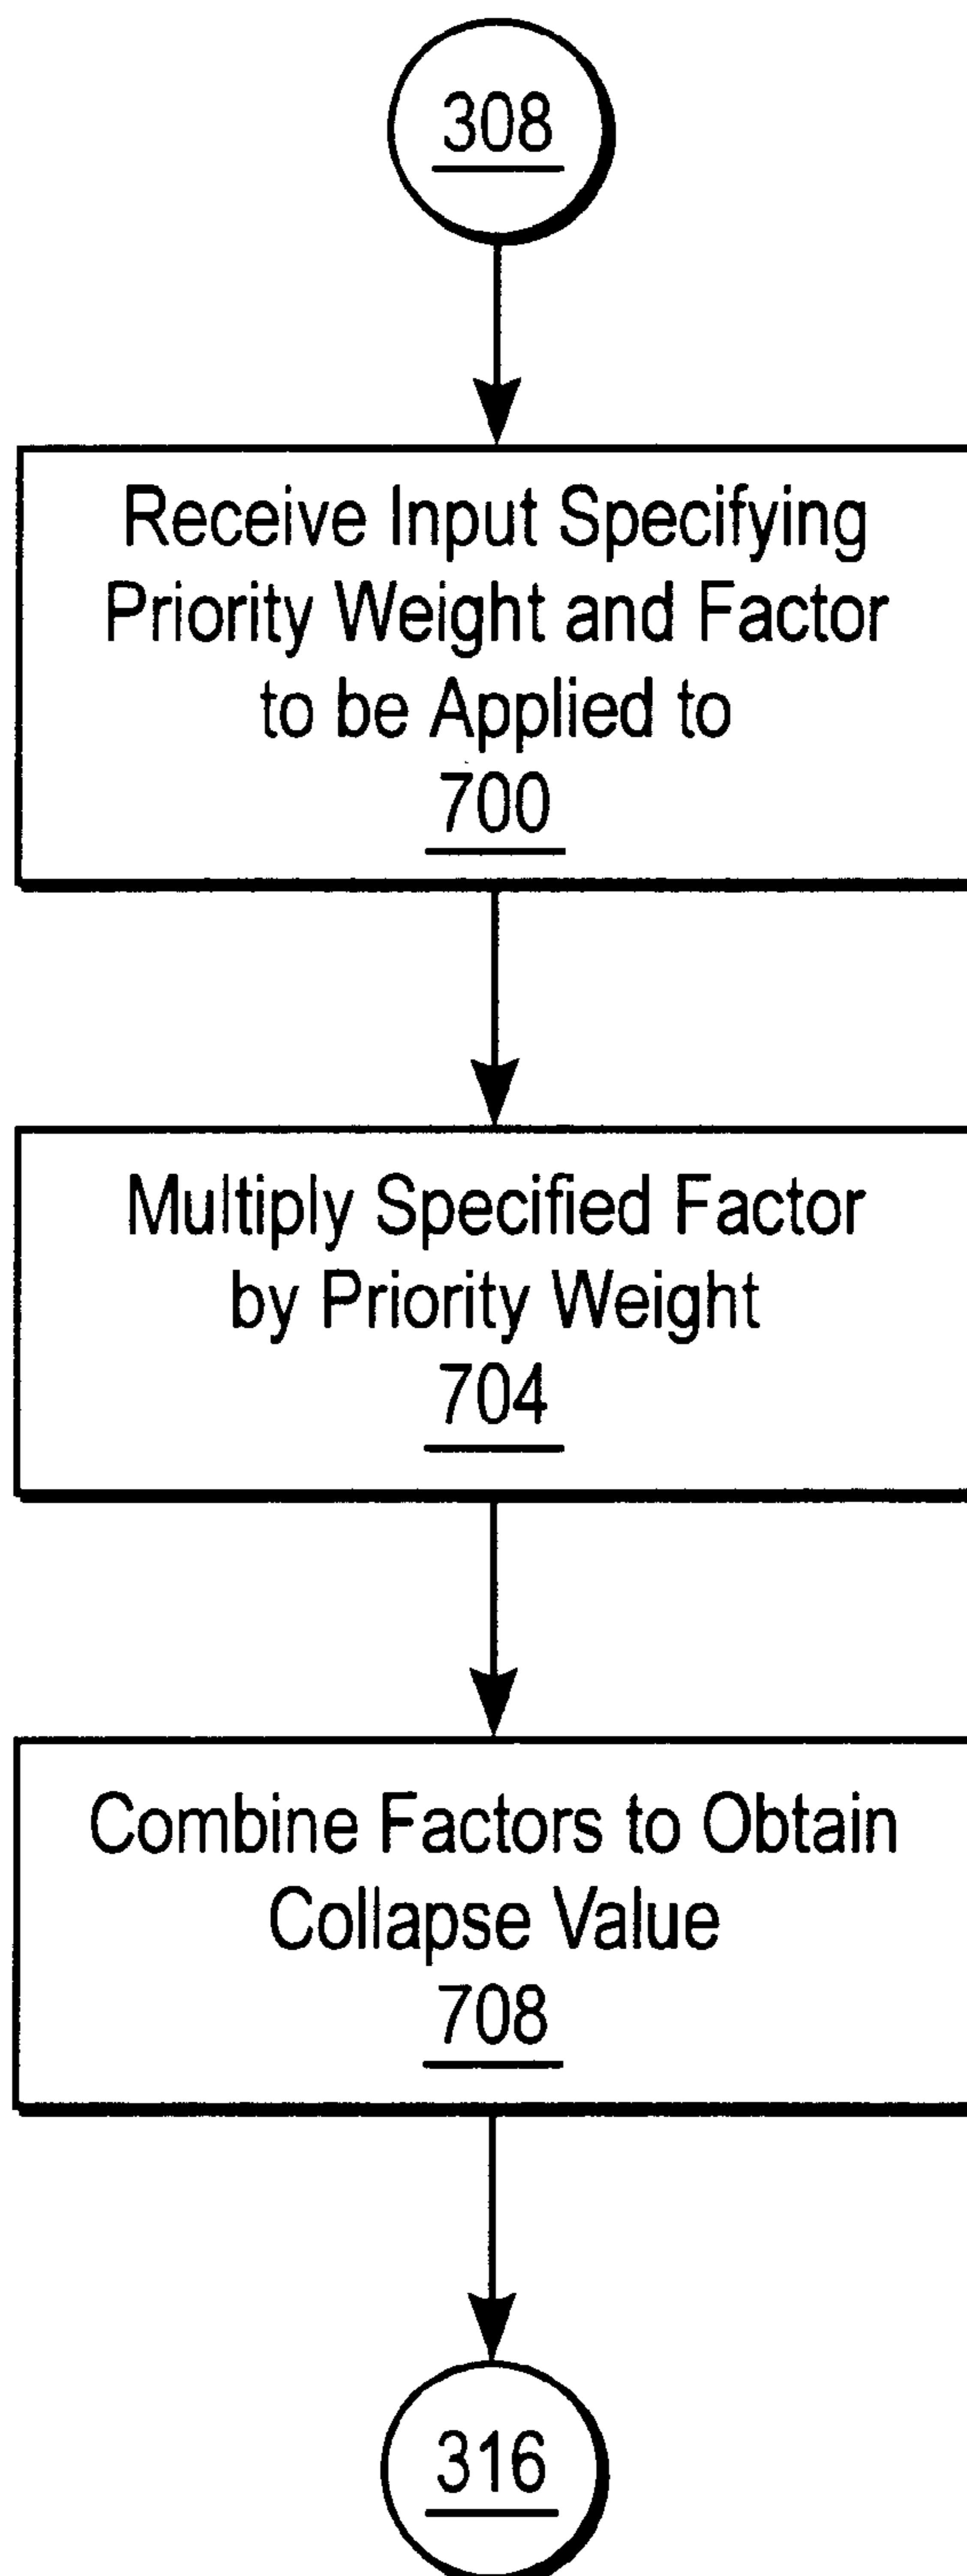 308
Receive Input Specifying
Priority Weight and Factor
to be Applied to
700
Multiply Specified Factor
by Priority Weight
704
Combine Factors to Obtain
Collapse Value
708
316